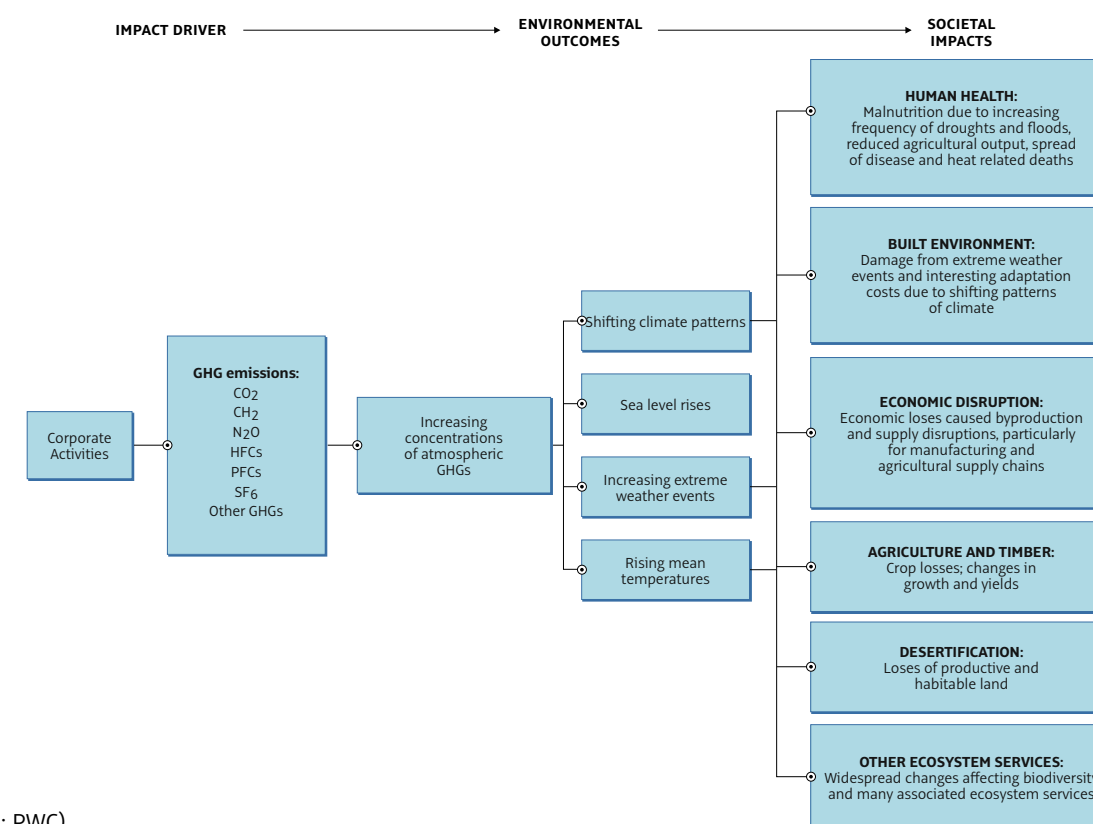 IMPACT DRIVER
ENVIRONMENTAL
OUTCOMES
SOCIETAL
IMPACTS
Corporate
Activities
GHG emissions:
CO2
CH2
N2O
HFCs
PFCs
SF6
Other GHGs
Increasing
concentrations
of atmospheric
GHGs
Shifting climate patterns
Sea level rises
Increasing extreme
weather events
Rising mean
temperatures
HUMAN HEALTH:
Malnutrition due to increasing
frequency of droughts and floods,
reduced agricultural output, spread
of disease and heat related deaths
BUILT ENVIRONMENT:
Damage from extreme weather
events and interesting adaptation
costs due to shifting patterns
of climate
ECONOMIC DISRUPTION:
Economic loses caused byproduction
and supply disruptions, particularly
for manufacturing and
agricultural supply chains
AGRICULTURE AND TIMBER:
Crop losses; changes in
growth and yields
DESERTIFICATION:
Loses of productive and
habitable land
OTHER ECOSYSTEM SERVICES:
Widespread changes affecting biodiversity
and many associated ecosystem services
: PWC)